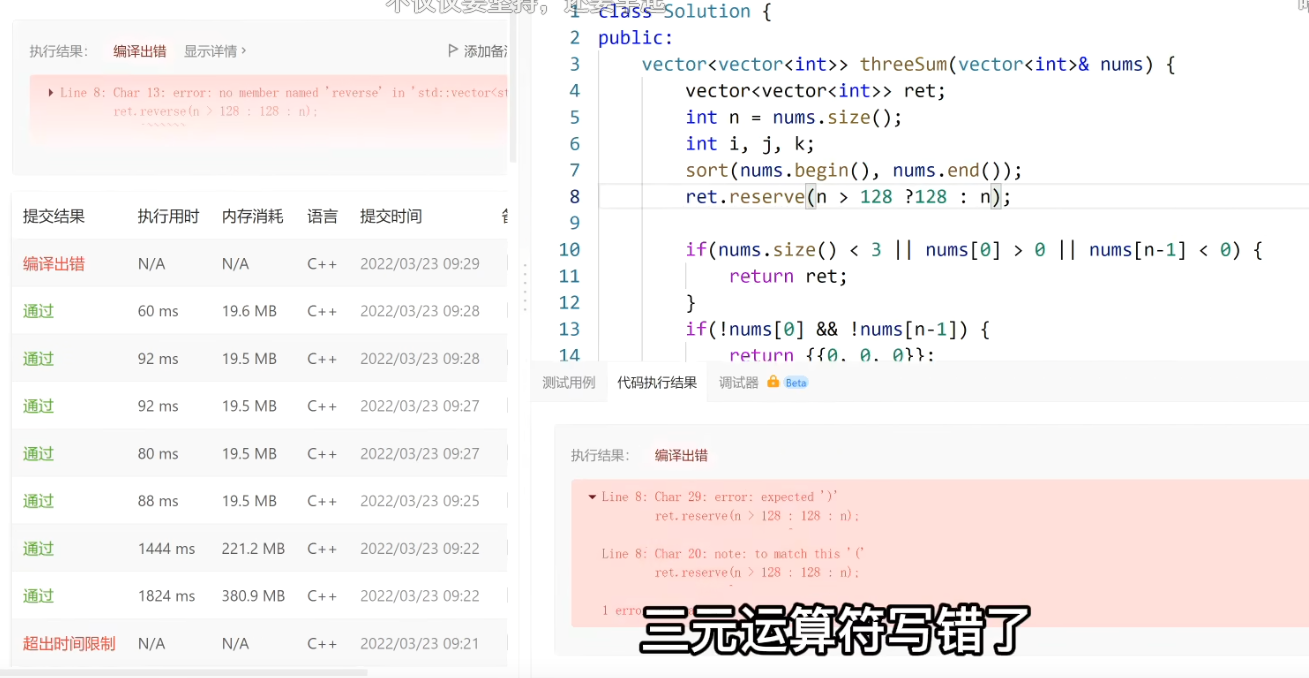 不仅仅要坚持，还要早起
执行结果： 编译出错 显示详情 > 添加备
Line 8: Char 13: error: no member named 'reverse' in 'std::vector<st
ret.reverse(n > 128 : 128 : n);
~~~~~~~
提交结果 执行用时 内存消耗 语言 提交时间
编译出错 N/A N/A C++ 2022/03/23 09:29
通过 60 ms 19.6 MB C++ 2022/03/23 09:28
通过 92 ms 19.5 MB C++ 2022/03/23 09:28
通过 92 ms 19.5 MB C++ 2022/03/23 09:27
通过 80 ms 19.5 MB C++ 2022/03/23 09:27
通过 88 ms 19.5 MB C++ 2022/03/23 09:25
通过 1444 ms 221.2 MB C++ 2022/03/23 09:22
通过 1824 ms 380.9 MB C++ 2022/03/23 09:22
超出时间限制 N/A N/A C++ 2022/03/23 09:21
1 class Solution {
2 public:
3 vector<vector<int>> threeSum(vector<int>& nums) {
4 vector<vector<int>> ret;
5 int n = nums.size();
6 int i, j, k;
7 sort(nums.begin(), nums.end());
8 ret.reserve(n > 128 ?128 : n);
9
10 if(nums.size() < 3 || nums[0] > 0 || nums[n-1] < 0) {
11 return ret;
12 }
13 if(!nums[0] && !nums[n-1]) {
14 return {{0, 0, 0}};
测试用例 代码执行结果 调试器 Beta
执行结果： 编译出错
Line 8: Char 29: error: expected ')'
ret.reserve(n > 128 : 128 : n);
Line 8: Char 20: note: to match this '('
ret.reserve(n > 128 : 128 : n);
1 erro
三元运算符写错了